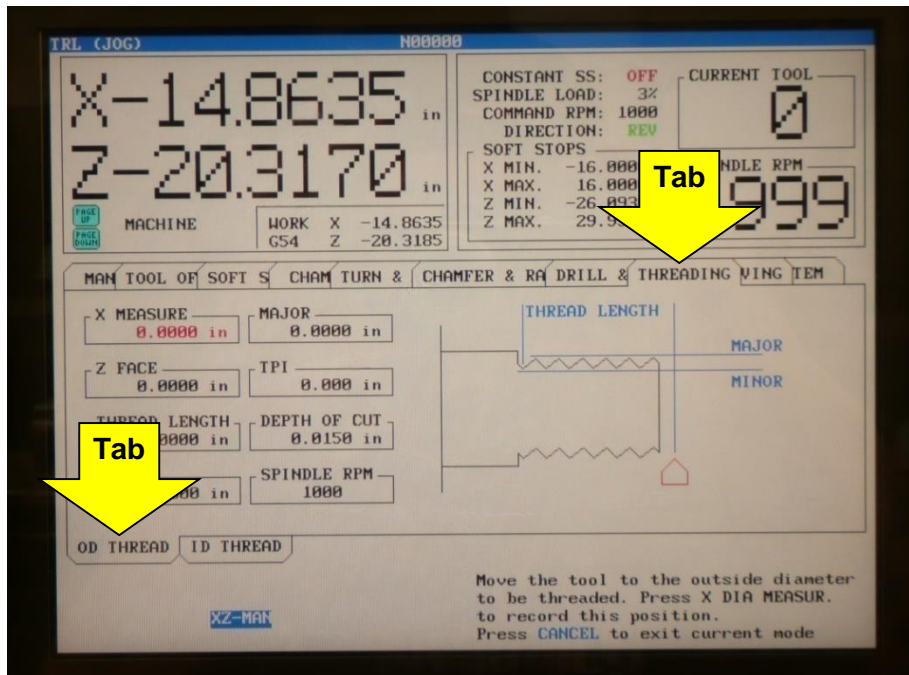 TRL (JOG) N00000
X-14.8635 in
Z-20.3170 in
PAGE UP
PAGE DOWN
MACHINE
WORK X -14.8635
G54 Z -20.3185
CONSTANT SS: OFF
SPINDLE LOAD: 3%
COMMAND RPM: 1000
DIRECTION: REV
CURRENT TOOL
0
SOFT STOPS
X MIN. -16.000
X MAX. 16.000
Z MIN.
Z MAX.
NDLE RPM
999
Tab
MAN TOOL OF SOFT S CHAM TURN & CHAMFER & RA DRILL & THREADING VING TEM
X MEASURE
0.0000 in
MAJOR
0.0000 in
Z FACE
0.0000 in
TPI
0.000 in
THREAD LENGTH
0000 in
DEPTH OF CUT
0.0150 in
in
SPINDLE RPM
1000
Tab
THREAD LENGTH
MAJOR
MINOR
OD THREAD ID THREAD
XZ-MAN
Move the tool to the outside diameter
to be threaded. Press X DIA MEASUR.
to record this position.
Press CANCEL to exit current mode